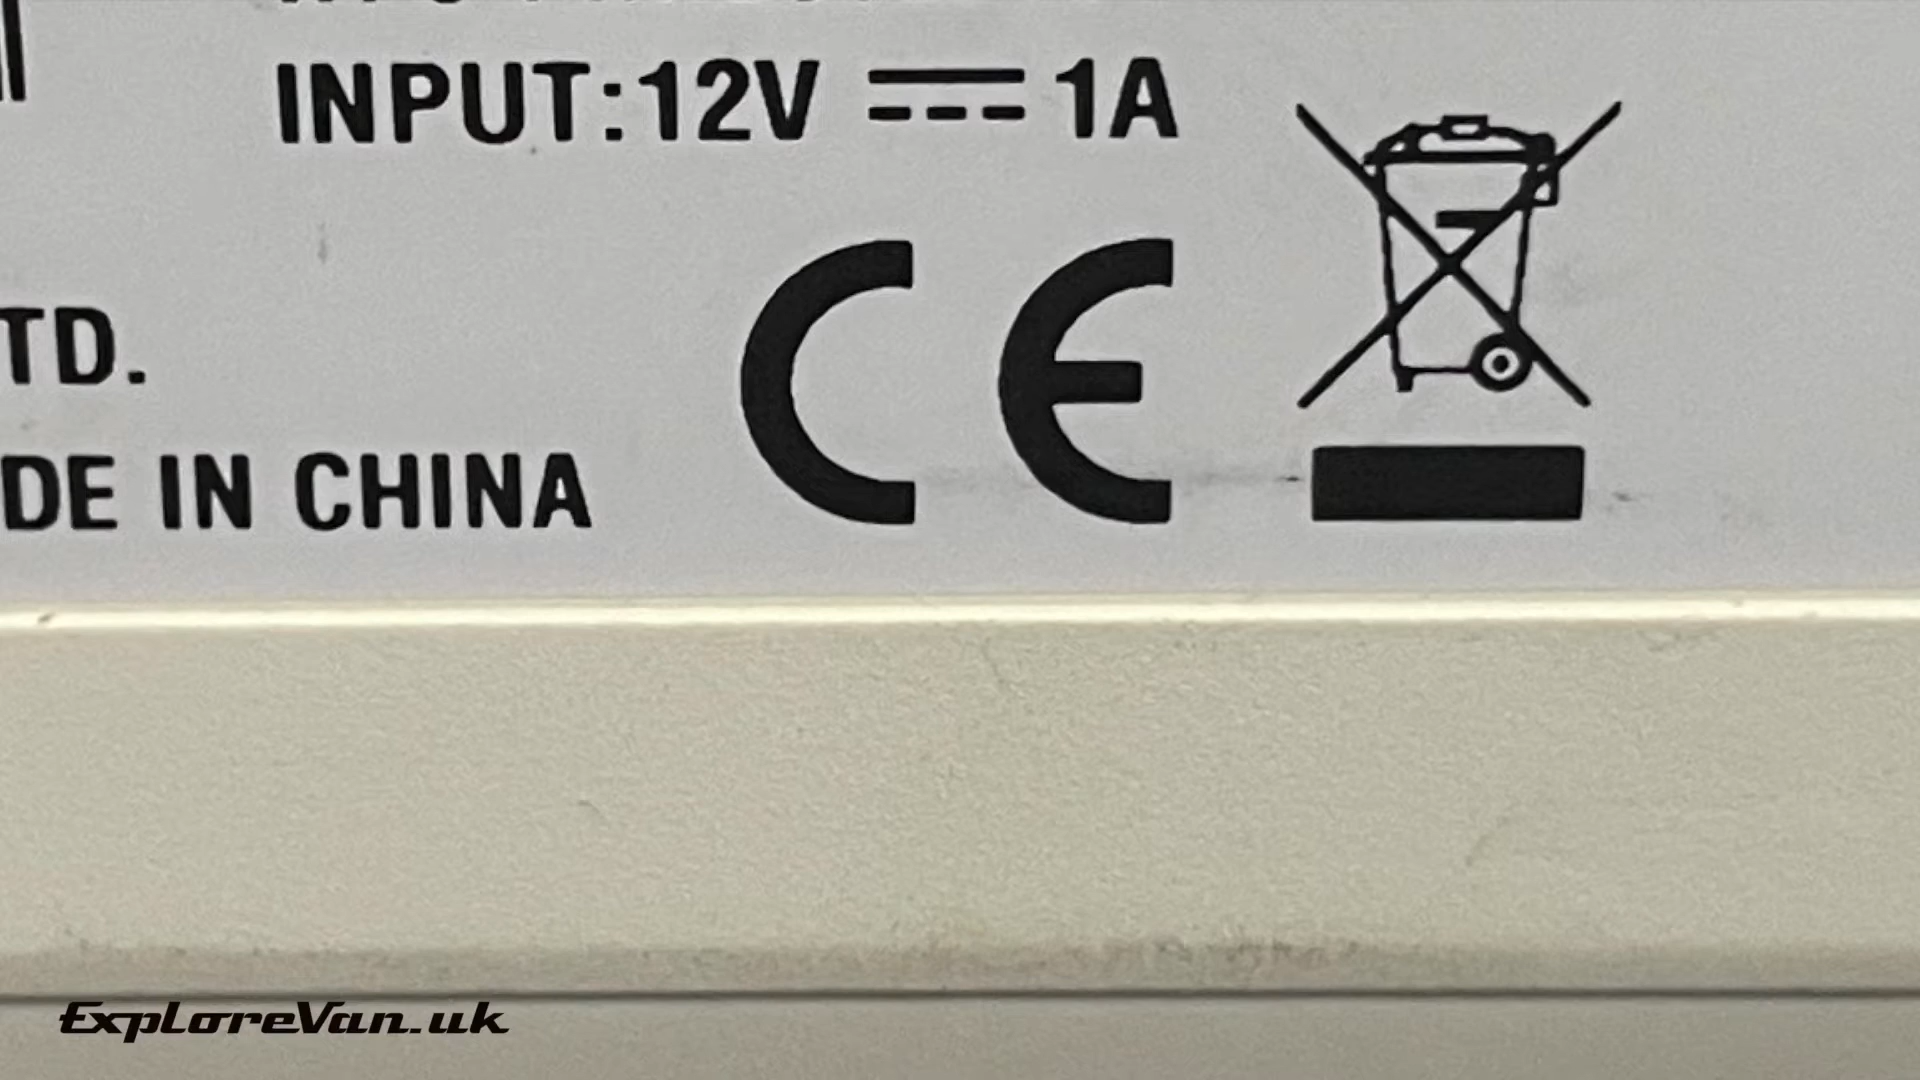 INPUT:12V ⎓ 1A
TD.
DE IN CHINA
CE
ExploreVan.uk